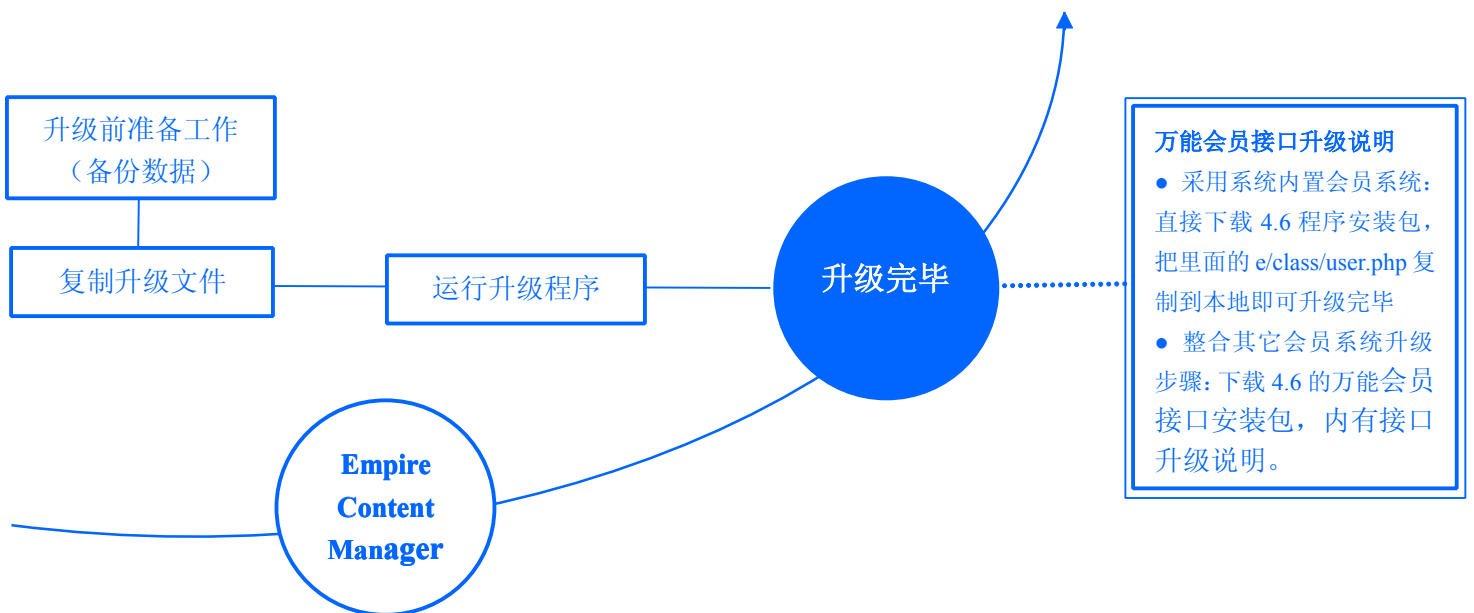 升级前准备工作
（备份数据）
复制升级文件
运行升级程序
升级完毕
万能会员接口升级说明
● 采用系统内置会员系统：
直接下载 4.6 程序安装包，
把里面的 e/class/user.php 复
制到本地即可升级完毕
● 整合其它会员系统升级
步骤：下载 4.6 的万能会员
接口安装包，内有接口
升级说明。
Empire
Content
Manager